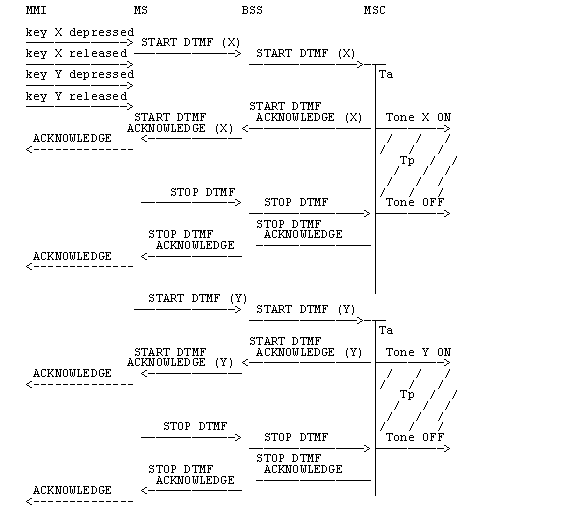 MMI MS BSS MSC
key X depressed
START DTMF (X)
key X released
START DTMF (X)
key Y depressed
Ta
key Y released
START DTMF
ACKNOWLEDGE (X)
START DTMF
ACKNOWLEDGE (X)
Tone X ON
ACKNOWLEDGE
Tp
STOP DTMF
STOP DTMF
Tone OFF
STOP DTMF
ACKNOWLEDGE
STOP DTMF
ACKNOWLEDGE
ACKNOWLEDGE
START DTMF (Y)
START DTMF (Y)
Ta
START DTMF
ACKNOWLEDGE (Y)
START DTMF
ACKNOWLEDGE (Y)
Tone Y ON
ACKNOWLEDGE
Tp
STOP DTMF
STOP DTMF
Tone OFF
STOP DTMF
ACKNOWLEDGE
STOP DTMF
ACKNOWLEDGE
ACKNOWLEDGE